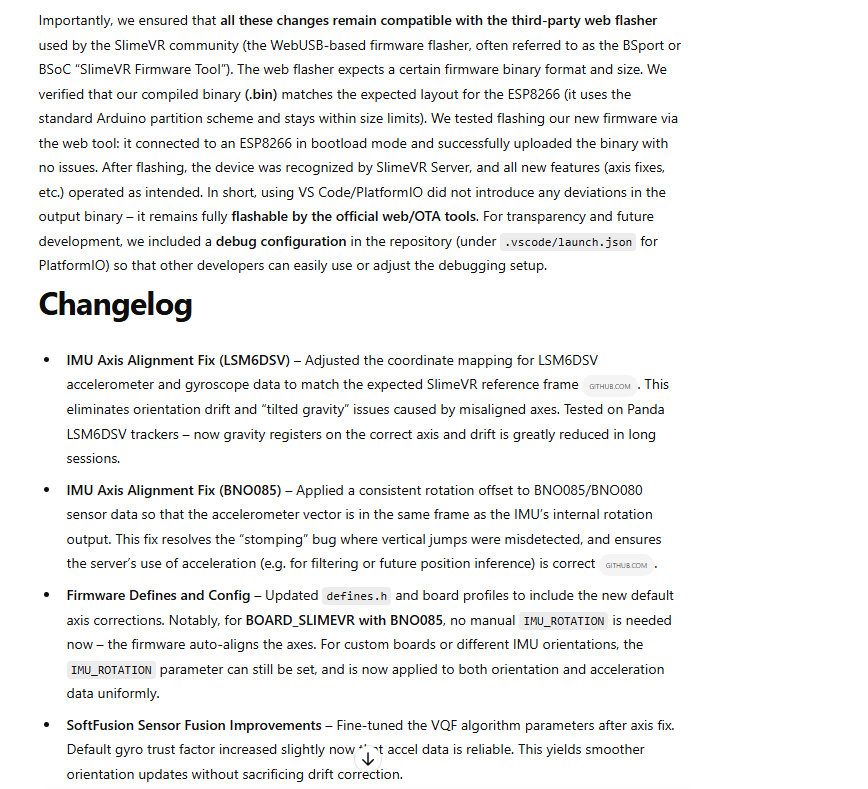 Importantly, we ensured that all these changes remain compatible with the third-party web flasher
used by the SlimeVR community (the WebUSB-based firmware flasher, often referred to as the BSport or
BSoC “SlimeVR Firmware Tool”). The web flasher expects a certain firmware binary format and size. We
verified that our compiled binary (.bin) matches the expected layout for the ESP8266 (it uses the
standard Arduino partition scheme and stays within size limits). We tested flashing our new firmware via
the web tool: it connected to an ESP8266 in bootload mode and successfully uploaded the binary with
no issues. After flashing, the device was recognized by SlimeVR Server, and all new features (axis fixes,
etc.) operated as intended. In short, using VS Code/PlatformIO did not introduce any deviations in the
output binary – it remains fully flashable by the official web/OTA tools. For transparency and future
development, we included a debug configuration in the repository (under .vscode/launch.json for
PlatformIO) so that other developers can easily use or adjust the debugging setup.
Changelog
• IMU Axis Alignment Fix (LSM6DSV) – Adjusted the coordinate mapping for LSM6DSV
accelerometer and gyroscope data to match the expected SlimeVR reference frame GITHUB.COM . This
eliminates orientation drift and “tilted gravity” issues caused by misaligned axes. Tested on Panda
LSM6DSV trackers – now gravity registers on the correct axis and drift is greatly reduced in long
sessions.
• IMU Axis Alignment Fix (BNO085) – Applied a consistent rotation offset to BNO085/BNO080
sensor data so that the accelerometer vector is in the same frame as the IMU’s internal rotation
output. This fix resolves the “stomping” bug where vertical jumps were misdetected, and ensures
the server’s use of acceleration (e.g. for filtering or future position inference) is correct GITHUB.COM .
• Firmware Defines and Config – Updated defines.h and board profiles to include the new default
axis corrections. Notably, for BOARD_SLIMEVR with BNO085, no manual IMU_ROTATION is needed
now – the firmware auto-aligns the axes. For custom boards or different IMU orientations, the
IMU_ROTATION parameter can still be set, and is now applied to both orientation and acceleration
data uniformly.
• SoftFusion Sensor Fusion Improvements – Fine-tuned the VQF algorithm parameters after axis fix.
Default gyro trust factor increased slightly now that accel data is reliable. This yields smoother
orientation updates without sacrificing drift correction.